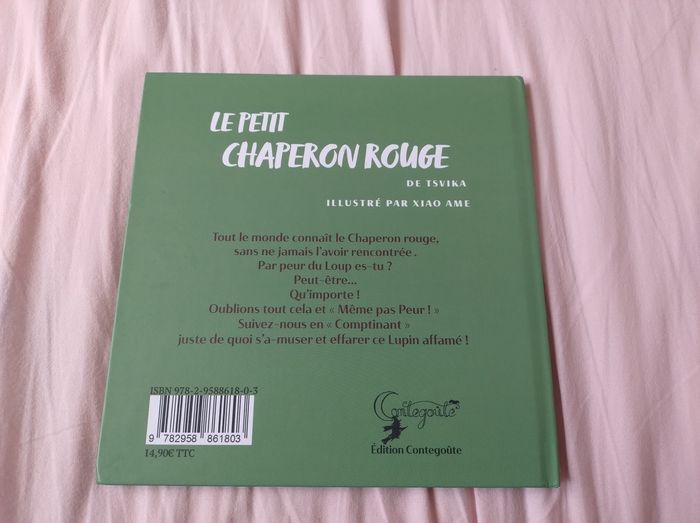 LE PETIT
CHAPERON ROUGE
DE TSVIKA
ILLUSTRÉ PAR XIAO AME
Tout le monde connaît le Chaperon rouge,
sans ne jamais l'avoir rencontrée .
Par peur du Loup es-tu ?
Peut-être...
Qu'importe !
Oublions tout cela et « Même pas Peur ! »
Suivez-nous en « Comptinant »
juste de quoi s'a-muser et effarer ce Lupin affamé !
ISBN 978-2-9588618-0-3
9 782958 861803
14,90€ TTC
Contegoûte
Édition Contegoûte